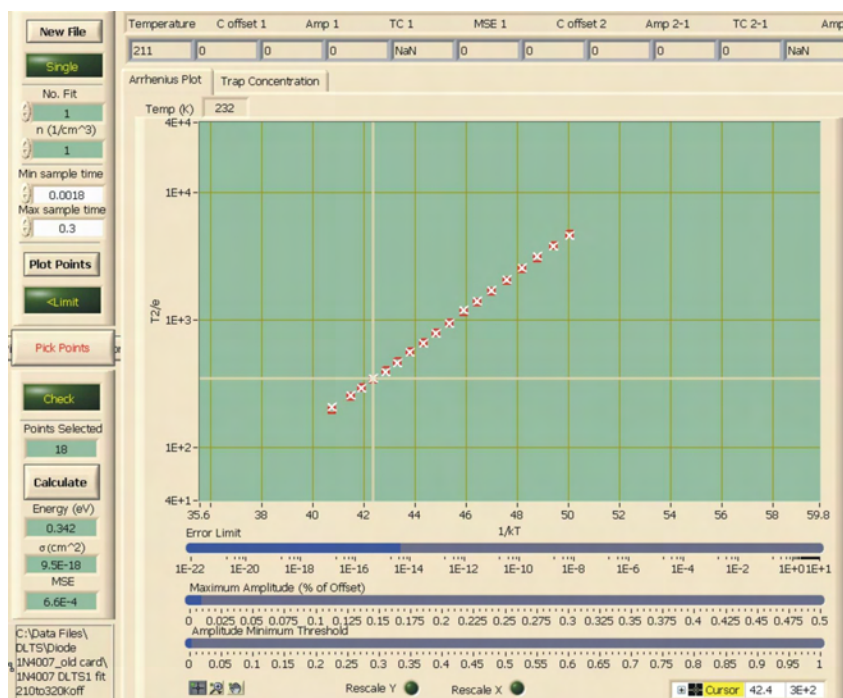 New File
Single
No. Fit
1
n (1/cm^3)
1
Min sample time
0.0018
Max sample time
0.3
Plot Points
<Limit
Pick Points
Check
Points Selected
18
Calculate
Energy (eV)
0.342
σ(cm^2)
9.5E-18
MSE
6.6E-4
C:\Data Files\
DLTS\Diode
1N4007_old card\
1N4007 DLTS1 fit
210to320Koff
Temperature C offset 1 Amp 1 TC 1 MSE 1 C offset 2 Amp 2-1 TC 2-1 Amp
211 0 0 NaN 0 0 0 0 NaN
Arrhenius Plot Trap Concentration
Temp (K) 232
4E+4
1E+4
1E+3
1E+2
4E+1
T2/e
35.6 38 40 42 44 46 48 50 52 54 56 58 59.8
1/kT
Error Limit
1E-22 1E-20 1E-18 1E-16 1E-14 1E-12 1E-10 1E-8 1E-6 1E-4 1E-2 1E+0 1E+1
Maximum Amplitude (% of Offset)
0 0.025 0.05 0.075 0.1 0.125 0.15 0.175 0.2 0.225 0.25 0.275 0.3 0.325 0.35 0.375 0.4 0.425 0.45 0.475 0.5
Amplitude Minimum Threshold
0 0.05 0.1 0.15 0.2 0.25 0.3 0.35 0.4 0.45 0.5 0.55 0.6 0.65 0.7 0.75 0.8 0.85 0.9 0.95 1
Rescale Y Rescale X Cursor 42.4 3E+2